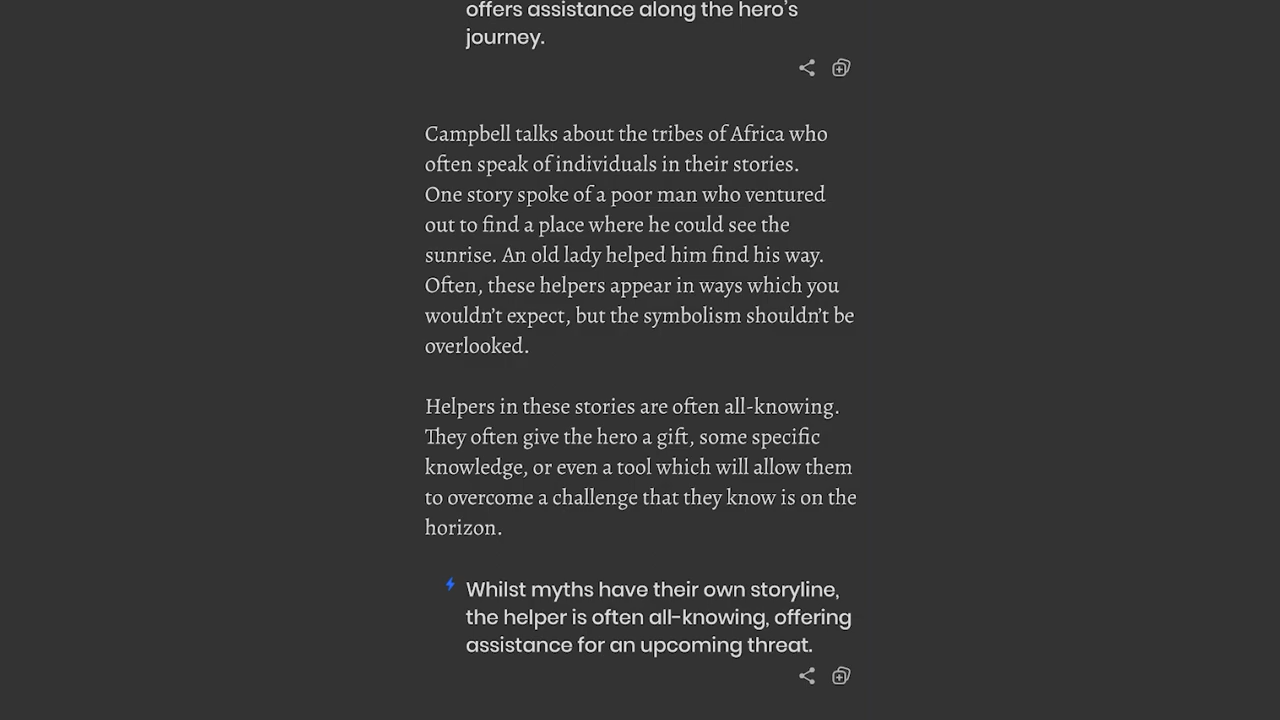 offers assistance along the hero’s
journey.
Campbell talks about the tribes of Africa who
often speak of individuals in their stories.
One story spoke of a poor man who ventured
out to find a place where he could see the
sunrise. An old lady helped him find his way.
Often, these helpers appear in ways which you
wouldn’t expect, but the symbolism shouldn’t be
overlooked.
Helpers in these stories are often all-knowing.
They often give the hero a gift, some specific
knowledge, or even a tool which will allow them
to overcome a challenge that they know is on the
horizon.
Whilst myths have their own storyline,
the helper is often all-knowing, offering
assistance for an upcoming threat.